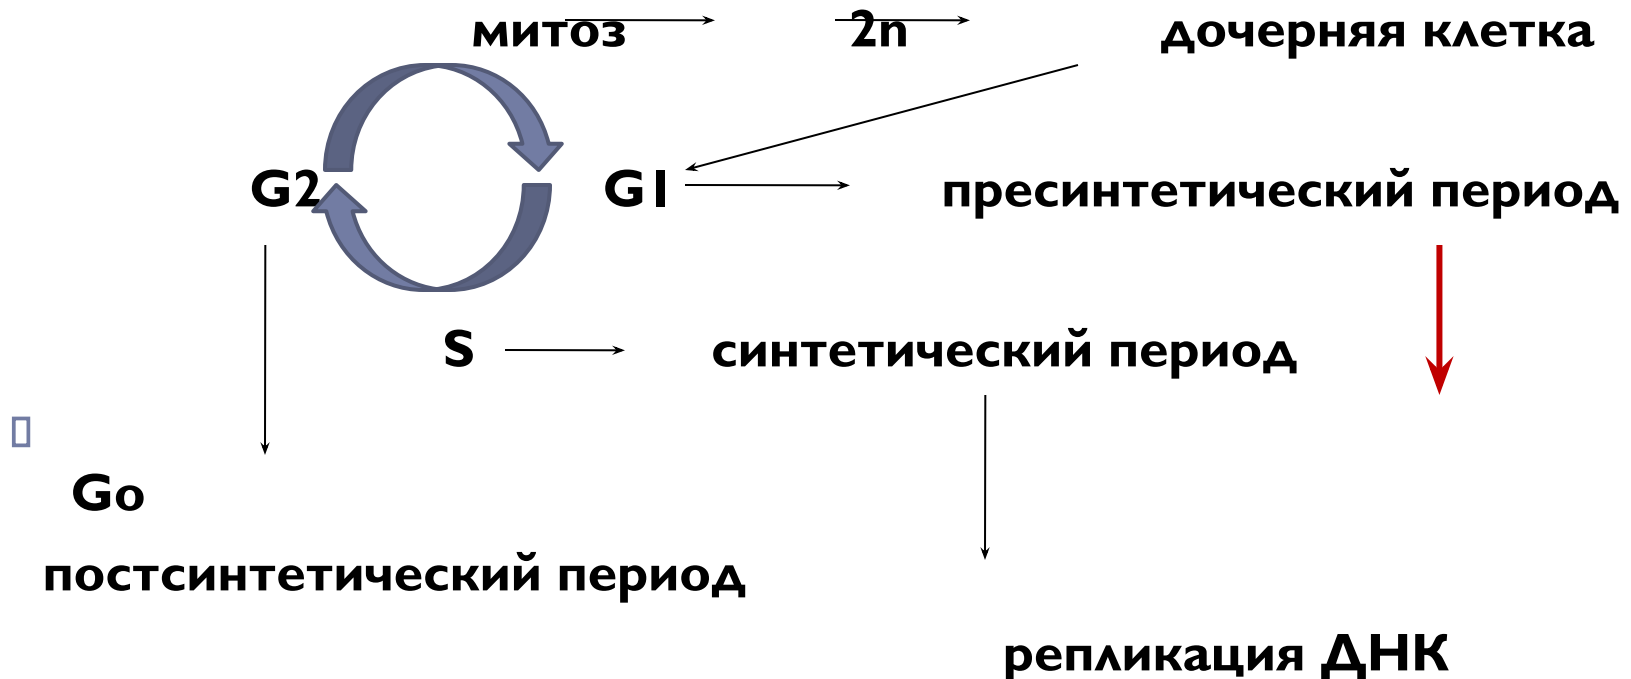 митоз 2n дочерняя клетка
G2 G1 пресинтетический период
S синтетический период
Go
постсинтетический период
репликация ДНК